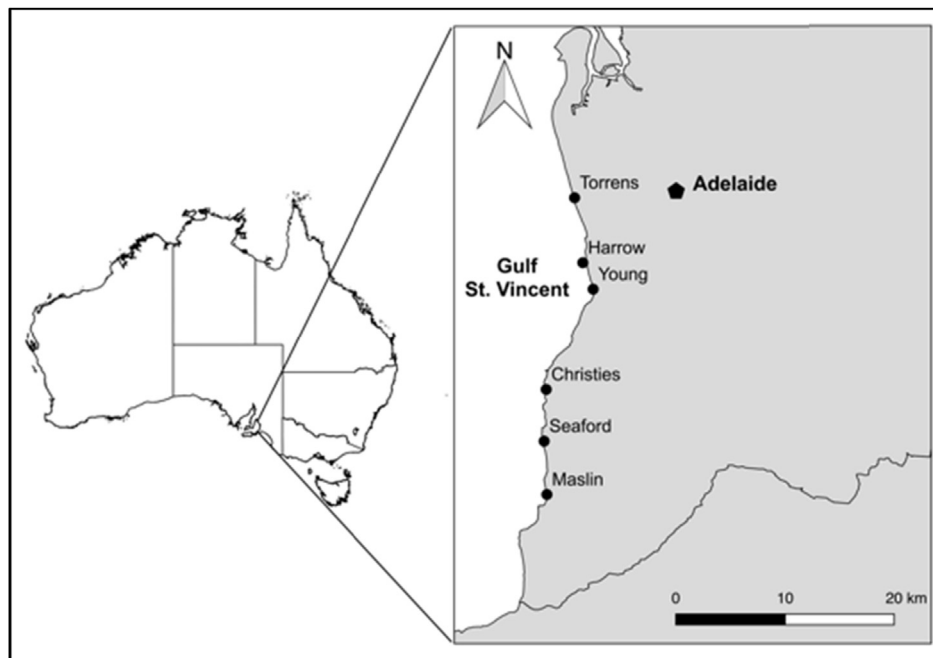 N
Torrens
Adelaide
Harrow
Gulf
Young
St. Vincent
Christies
Seaford
Maslin
0 10 20 km